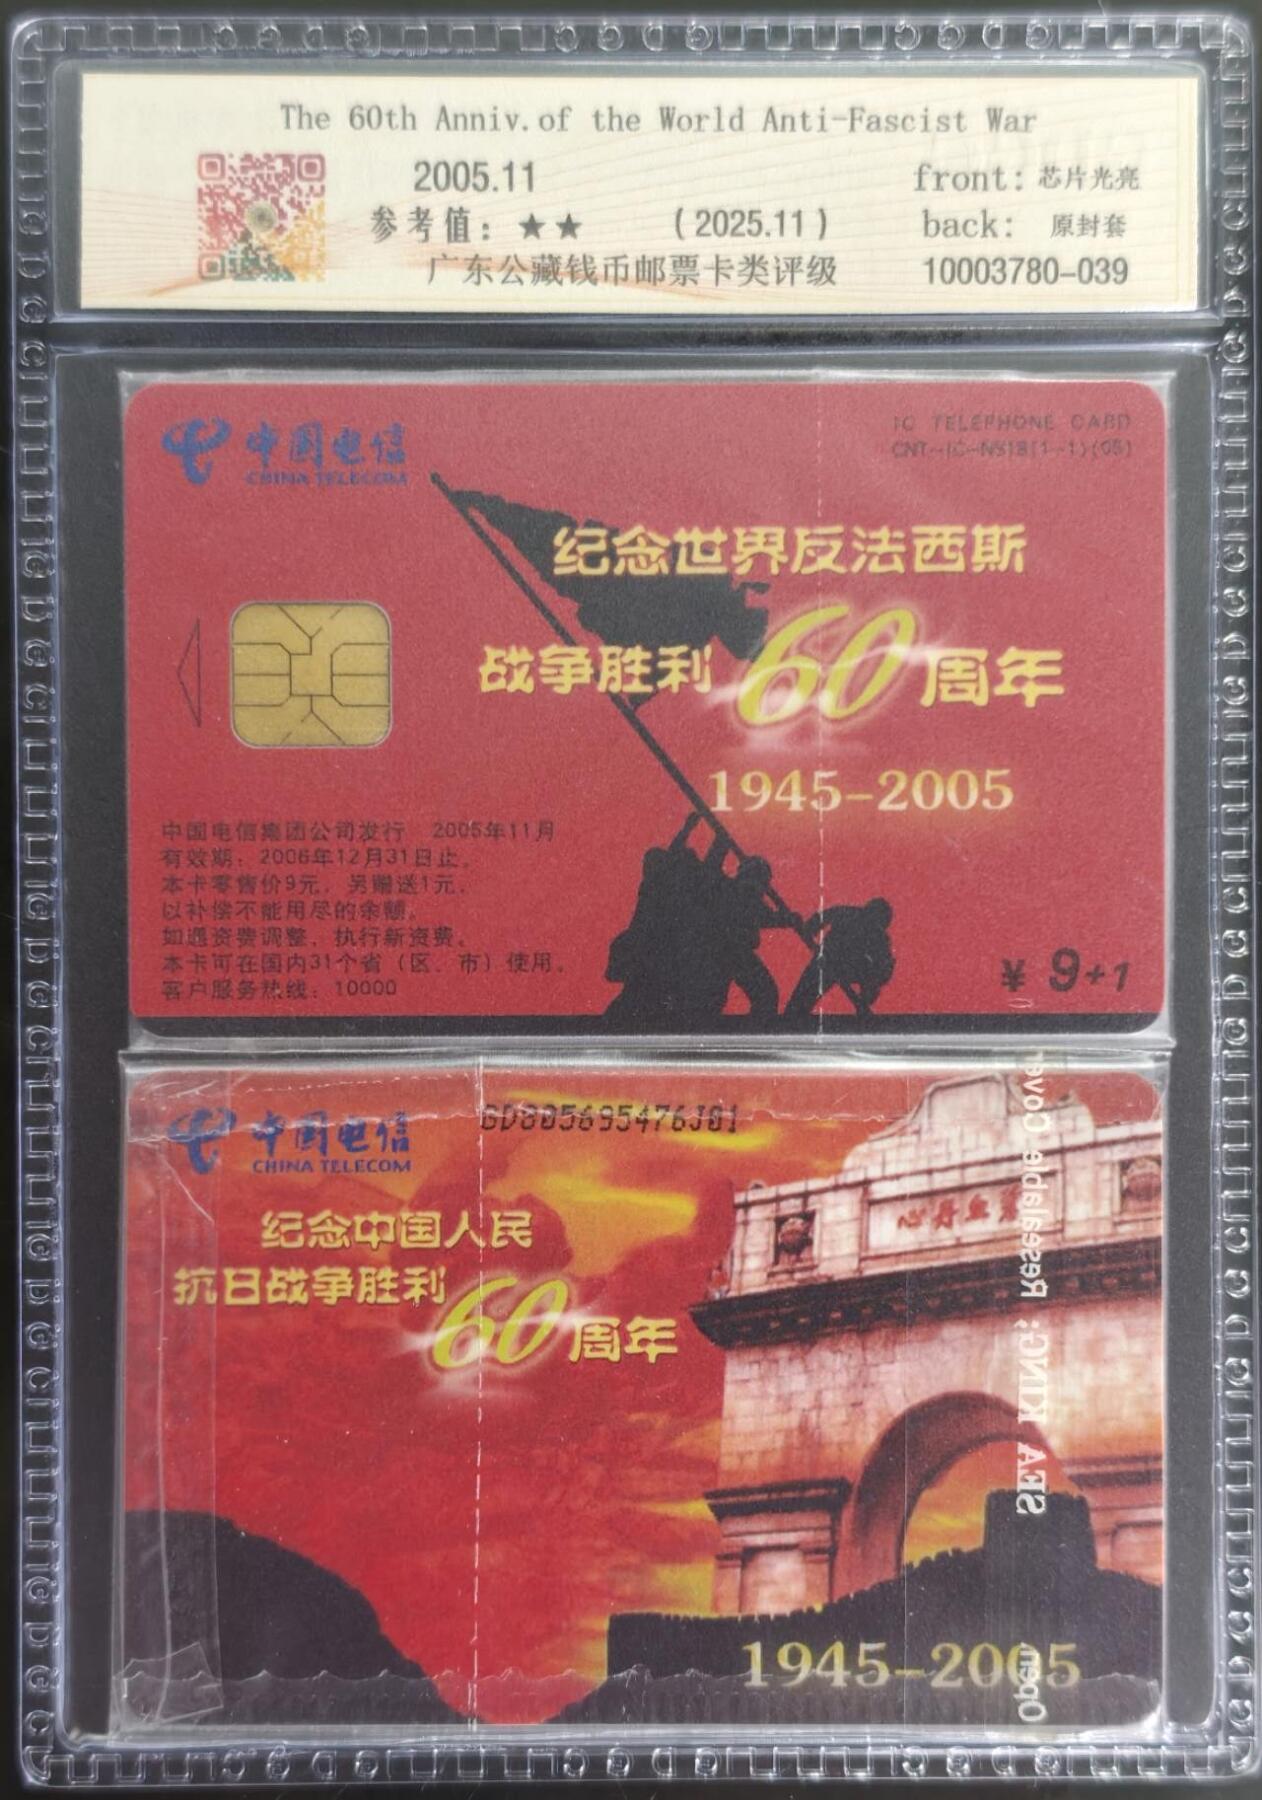 The 60th Anniv.of the World Anti-Fascist War
2005.11
front: 芯片光亮
参考值：★★
(2025.11)
back: 原封套
广东公藏钱币邮票卡类评级
10003780-039
中国电信
CHINA TELECOM
IC TELEPHONE CARD
纪念世界反法西斯
战争胜利60周年
1945-2005
中国电信集团公司发行 2005年11月
有效期：2006年12月31日止。
本卡零售价9元，另赠送1元，
以补偿不能用尽的余额。
如遇资费调整，执行新资费。
本卡可在国内31个省（区、市）使用。
客户服务热线：10000
¥ 9+1
中国电信
CHINA TELECOM
GD805695476J01
纪念中国人民
抗日战争胜利60周年
1945-2005
SEA KING: Resealable Cover
Open